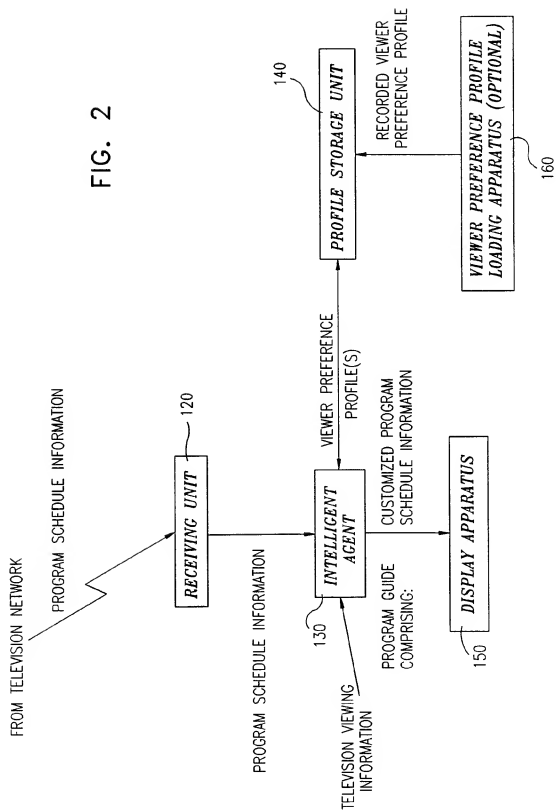 FIG. 2
FROM TELEVISION NETWORK
PROGRAM SCHEDULE INFORMATION
120
RECEIVING UNIT
PROGRAM SCHEDULE INFORMATION
TELEVISION VIEWING
INFORMATION
130
INTELLIGENT
AGENT
VIEWER PREFERENCE
PROFILE(S)
140
PROFILE STORAGE UNIT
RECORDED VIEWER
PREFERENCE PROFILE
VIEWER PREFERENCE PROFILE
LOADING APPARATUS (OPTIONAL)
160
PROGRAM GUIDE
COMPRISING:
CUSTOMIZED PROGRAM
SCHEDULE INFORMATION
150
DISPLAY APPARATUS